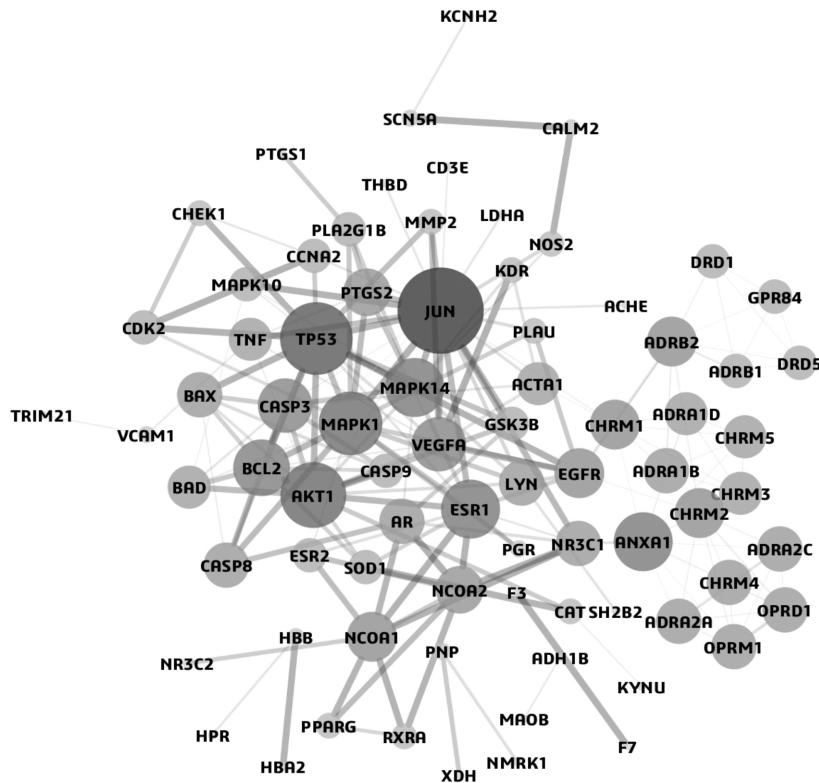 KCNH2
SCN5A
CALM2
PTGS1
CD3E
THBD
CHEK1
PLA2G1B
MMP2
LDHA
NOS2
CCNA2
KDR
DRD1
MAPK10
PTGS2
GPR84
JUN
ACHE
CDK2
TNF
TP53
PLAU
ADRB2
DRD5
ADRB1
BAX
CASP3
MAPK14
ACTA1
TRIM21
VCAM1
MAPK1
GSK3B
CHRM1
ADRA1D
CHRM5
VEGFA
BCL2
CASP9
EGFR
ADRA1B
BAD
AKT1
LYN
CHRM3
ESR1
CHRM2
AR
CASP8
ESR2
SOD1
PGR
NR3C1
ANXA1
ADRA2C
CHRM4
NCOA2
F3
CAT
SH2B2
ADRA2A
OPRD1
HBB
NCOA1
PNP
ADH1B
OPRM1
NR3C2
KYNU
MAOB
PPARG
RXRA
HPR
F7
HBA2
XDH
NMRK1